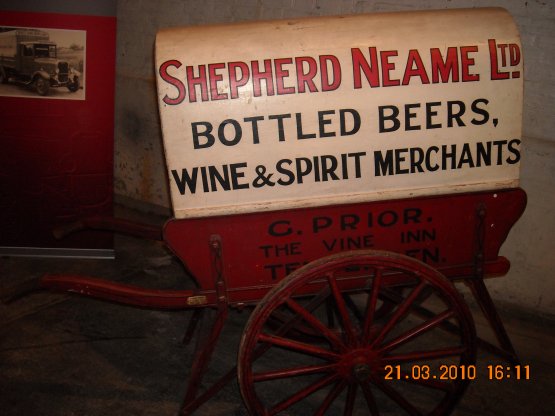 SHEPHERD NEAME LTD.
BOTTLED BEERS,
WINE & SPIRIT MERCHANTS
G. PRIOR.
THE VINE INN
21.03.2010 16:11